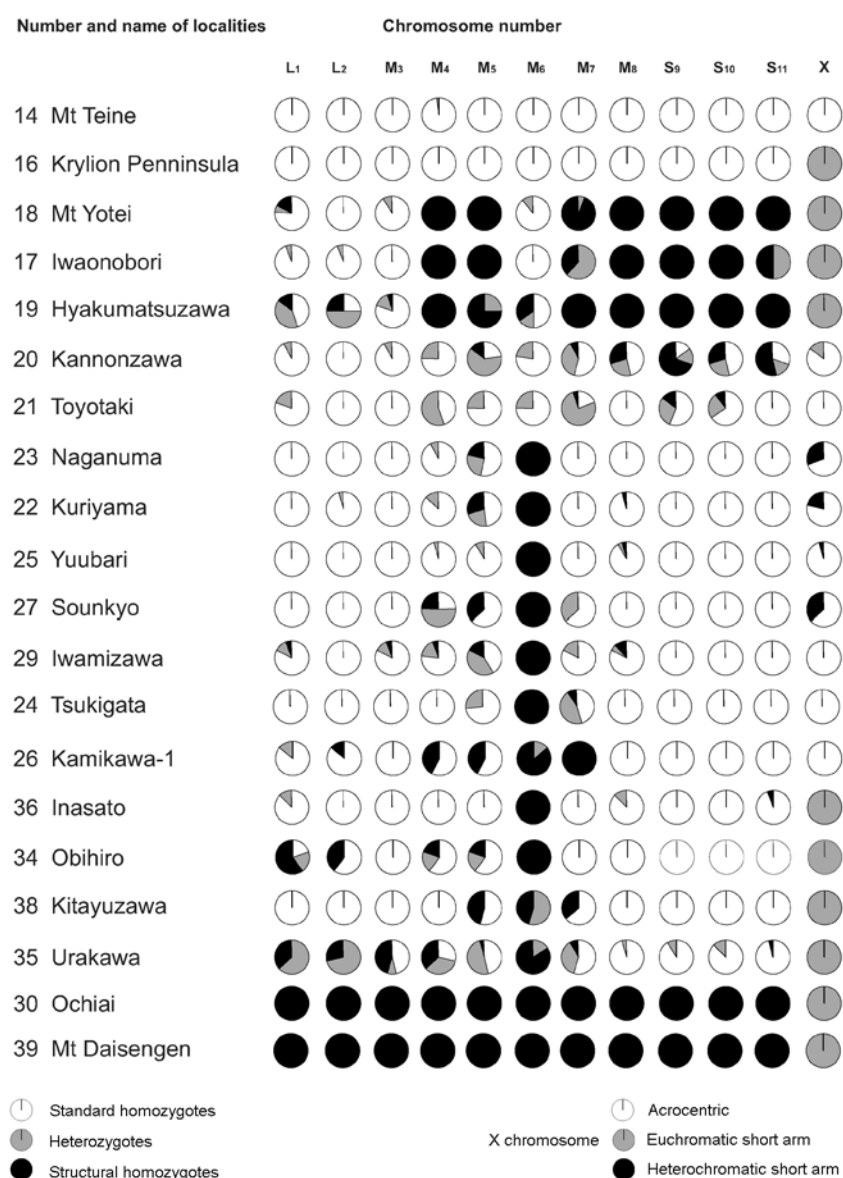 Number and name of localities Chromosome number
L1 L2 M3 M4 M5 M6 M7 M8 S9 S10 S11 X
14 Mt Teine
16 Krylion Penninsula
18 Mt Yotei
17 Iwaonobori
19 Hyakumatsuzawa
20 Kannonzawa
21 Toyotaki
23 Naganuma
22 Kuriyama
25 Yuubari
27 Sounkyo
29 Iwamizawa
24 Tsukigata
26 Kamikawa-1
36 Inasato
34 Obihiro
38 Kitayuzawa
35 Urakawa
30 Ochiai
39 Mt Daisengen
Standard homozygotes Acrocentric
Heterozygotes X chromosome Euchromatic short arm
Structural homozygotes Heterochromatic short arm